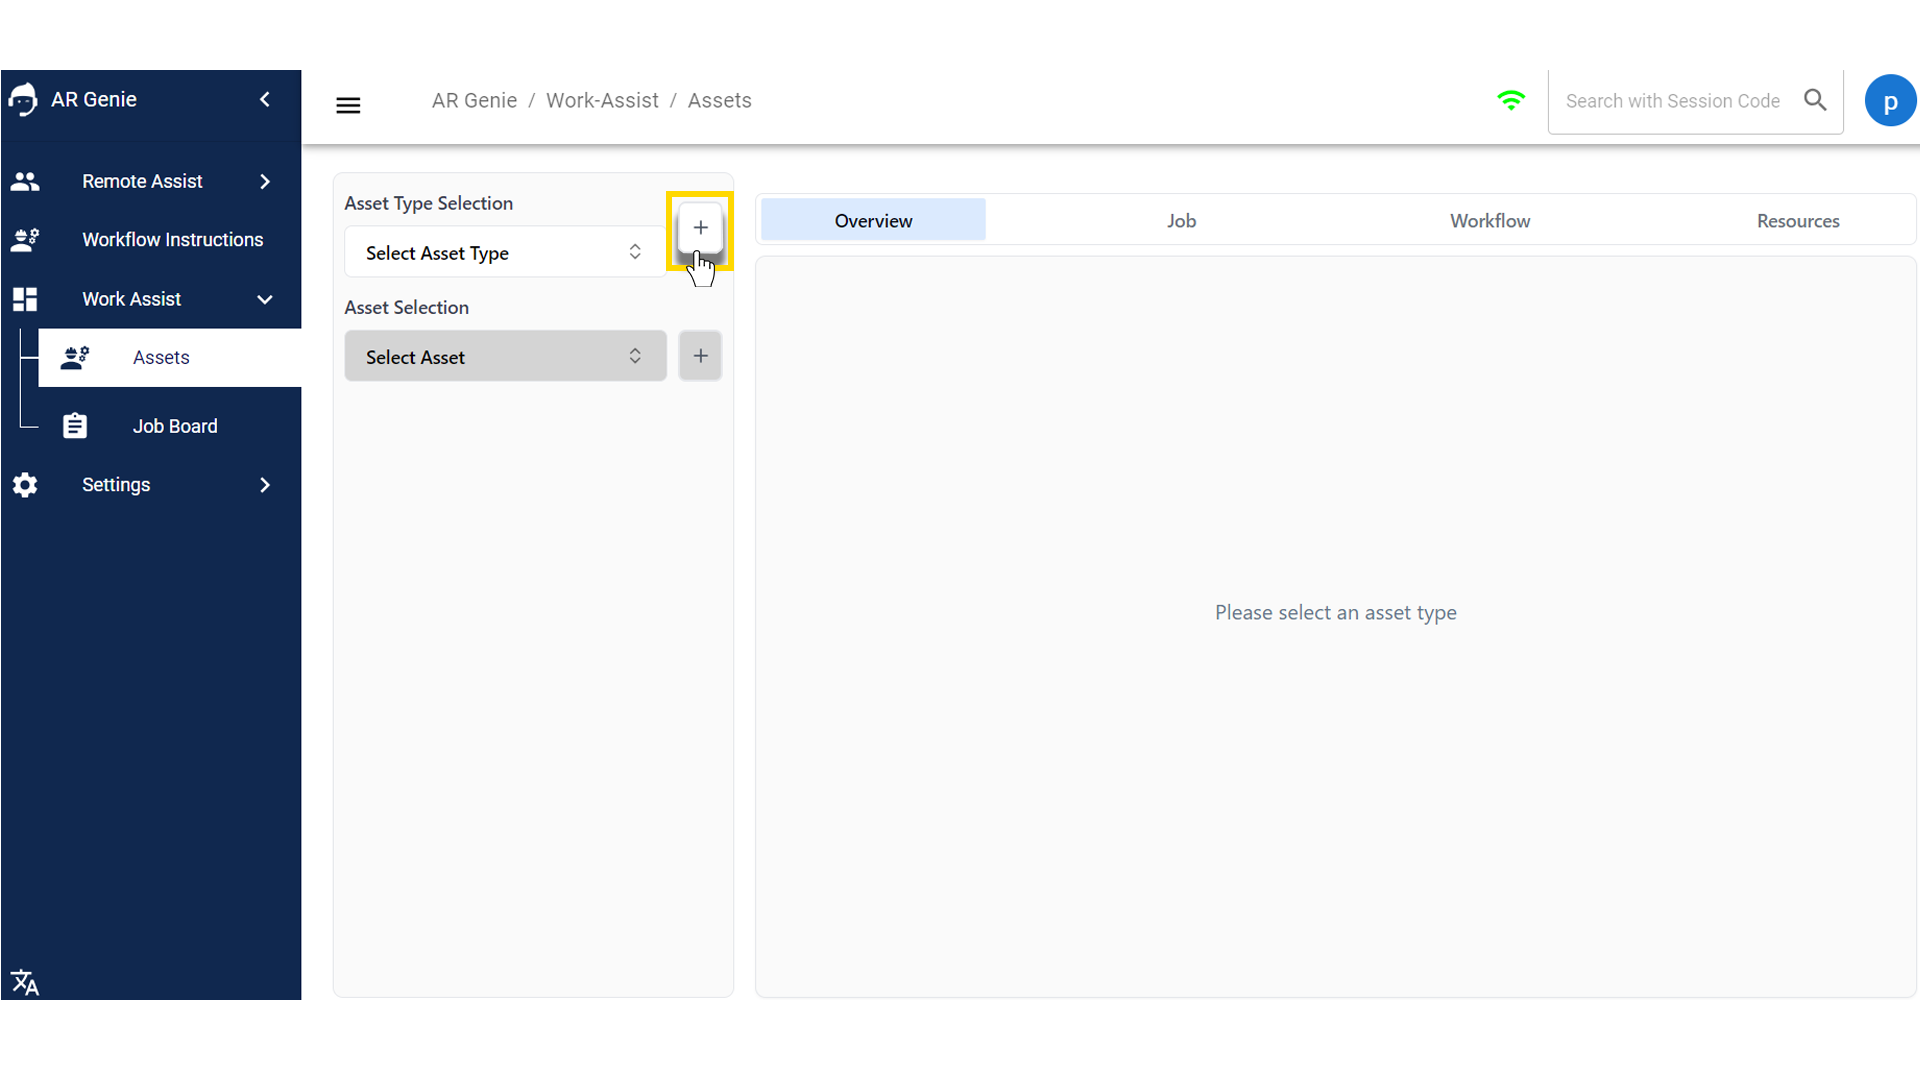 AR Genie
AR Genie / Work-Assist / Assets
Search with Session Code
p
Remote Assist
Workflow Instructions
Work Assist
Assets
Job Board
Settings
Asset Type Selection
Select Asset Type
+
Asset Selection
Select Asset
+
Overview
Job
Workflow
Resources
Please select an asset type